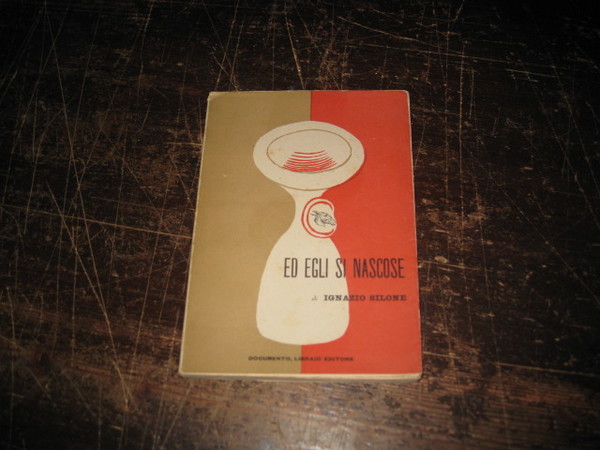 ED EGLI SI NASCOSE
di IGNAZIO SILONE
DOCUMENTO, LIBRAIO EDITORE